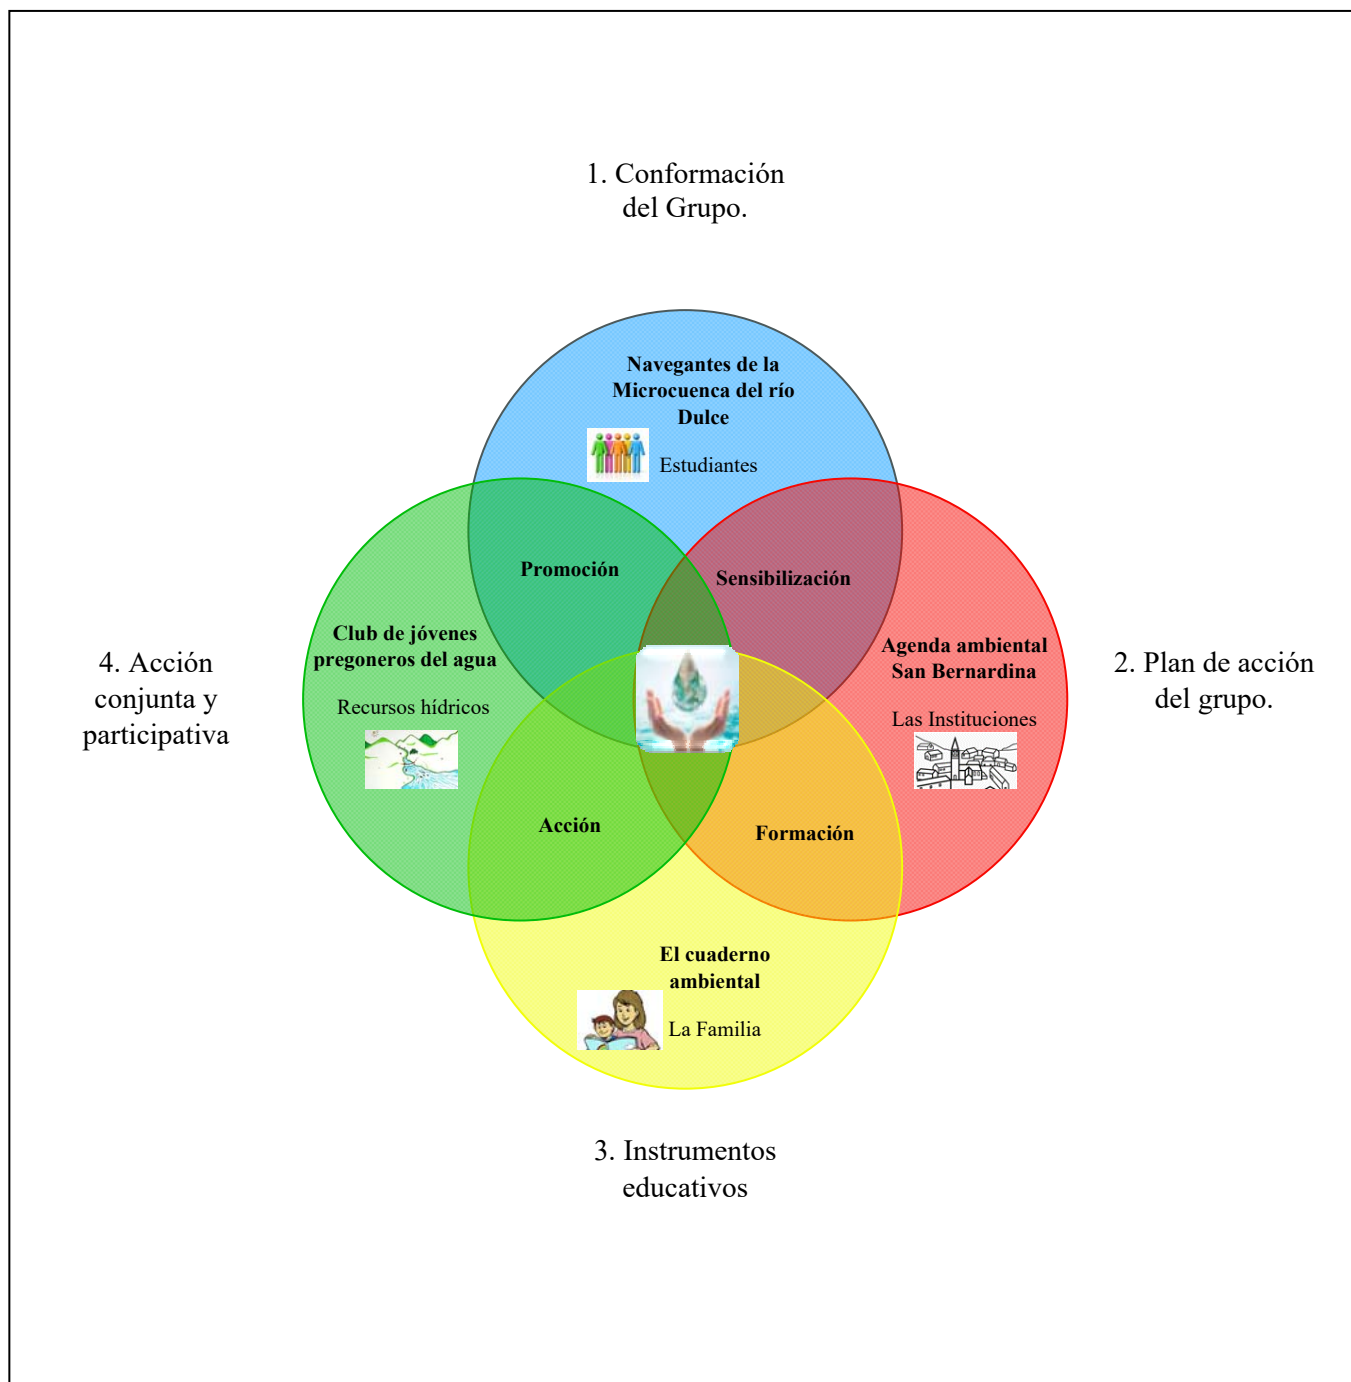 1. Conformación
del Grupo.
Navegantes de la
Microcuenca del río
Dulce
Estudiantes
Promoción
Sensibilización
Club de jóvenes
pregoneros del agua
Recursos hídricos
Agenda ambiental
San Bernardina
Las Instituciones
4. Acción
conjunta y
participativa
2. Plan de acción
del grupo.
Acción
Formación
El cuaderno
ambiental
La Familia
3. Instrumentos
educativos